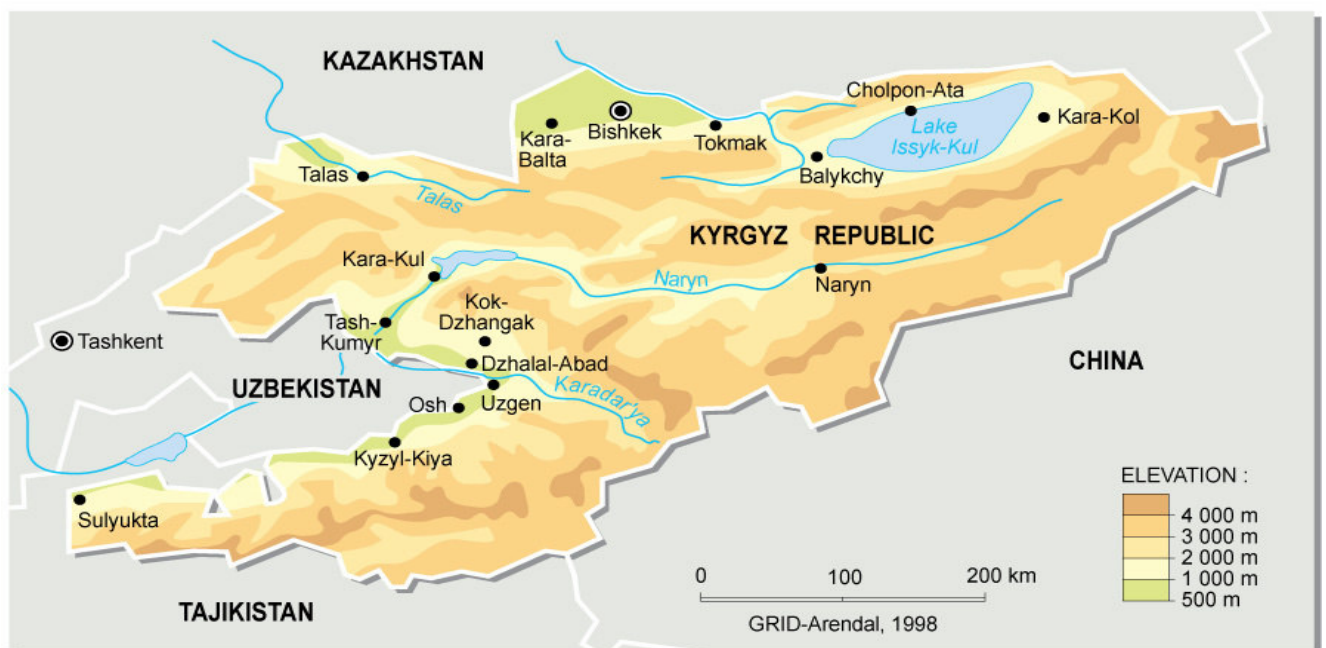 KAZAKHSTAN
Cholpon-Ata
Lake
Issyk-Kul
Kara-Kol
Kara-
Balta
Bishkek
Tokmak
Balykchy
Talas
Talas
KYRGYZ REPUBLIC
Kara-Kul
Naryn
Naryn
Kok-
Dzhangak
Tash-
Kumyr
Tashkent
Dzhalal-Abad
CHINA
UZBEKISTAN
Karadar'ya
Osh
Uzgen
Kyzyl-Kiya
Sulyukta
TAJIKISTAN
ELEVATION :
4 000 m
3 000 m
2 000 m
1 000 m
500 m
0 100 200 km
GRID-Arendal, 1998